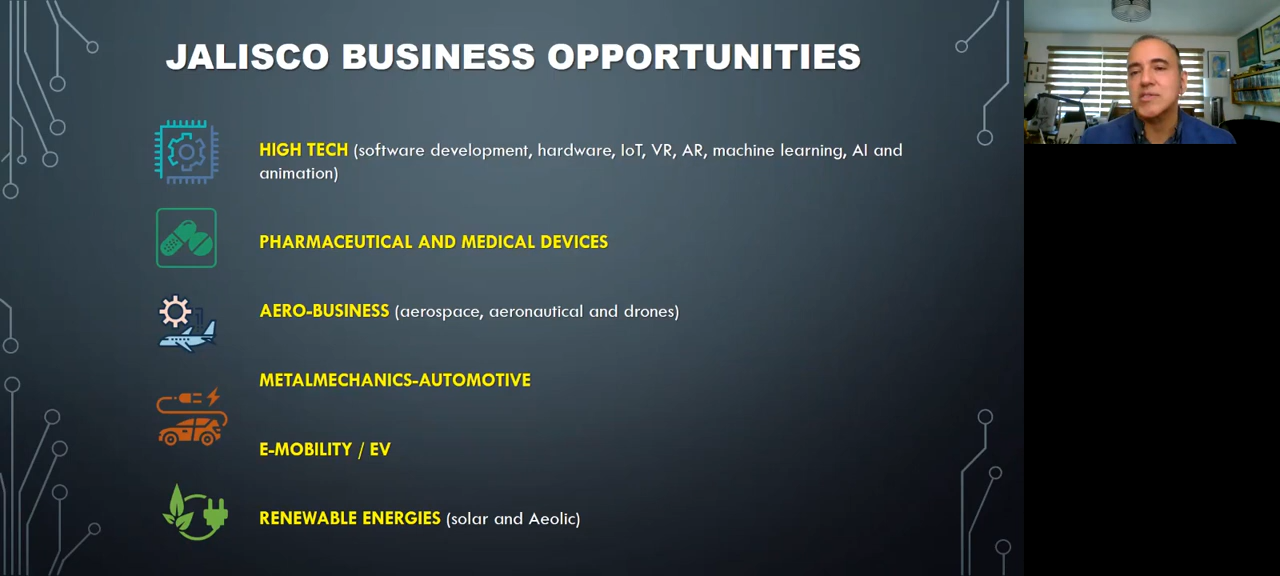 JALISCO BUSINESS OPPORTUNITIES
HIGH TECH (software development, hardware, IoT, VR, AR, machine learning, AI and
animation)
PHARMACEUTICAL AND MEDICAL DEVICES
AERO-BUSINESS (aerospace, aeronautical and drones)
METALMECHANICS-AUTOMOTIVE
E-MOBILITY / EV
RENEWABLE ENERGIES (solar and Aeolic)